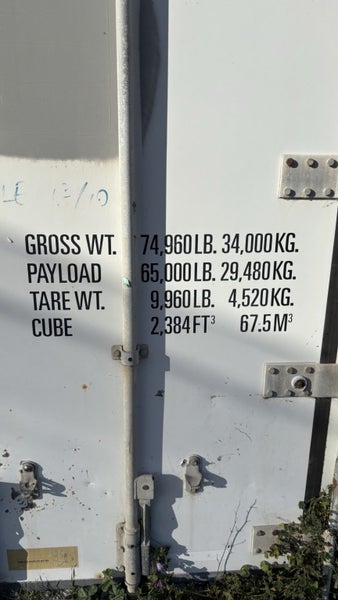 GROSS WT. 74,960 LB. 34,000 KG.
PAYLOAD 65,000 LB. 29,480 KG.
TARE WT. 9,960 LB. 4,520 KG.
CUBE 2,384 FT³ 67.5 M³